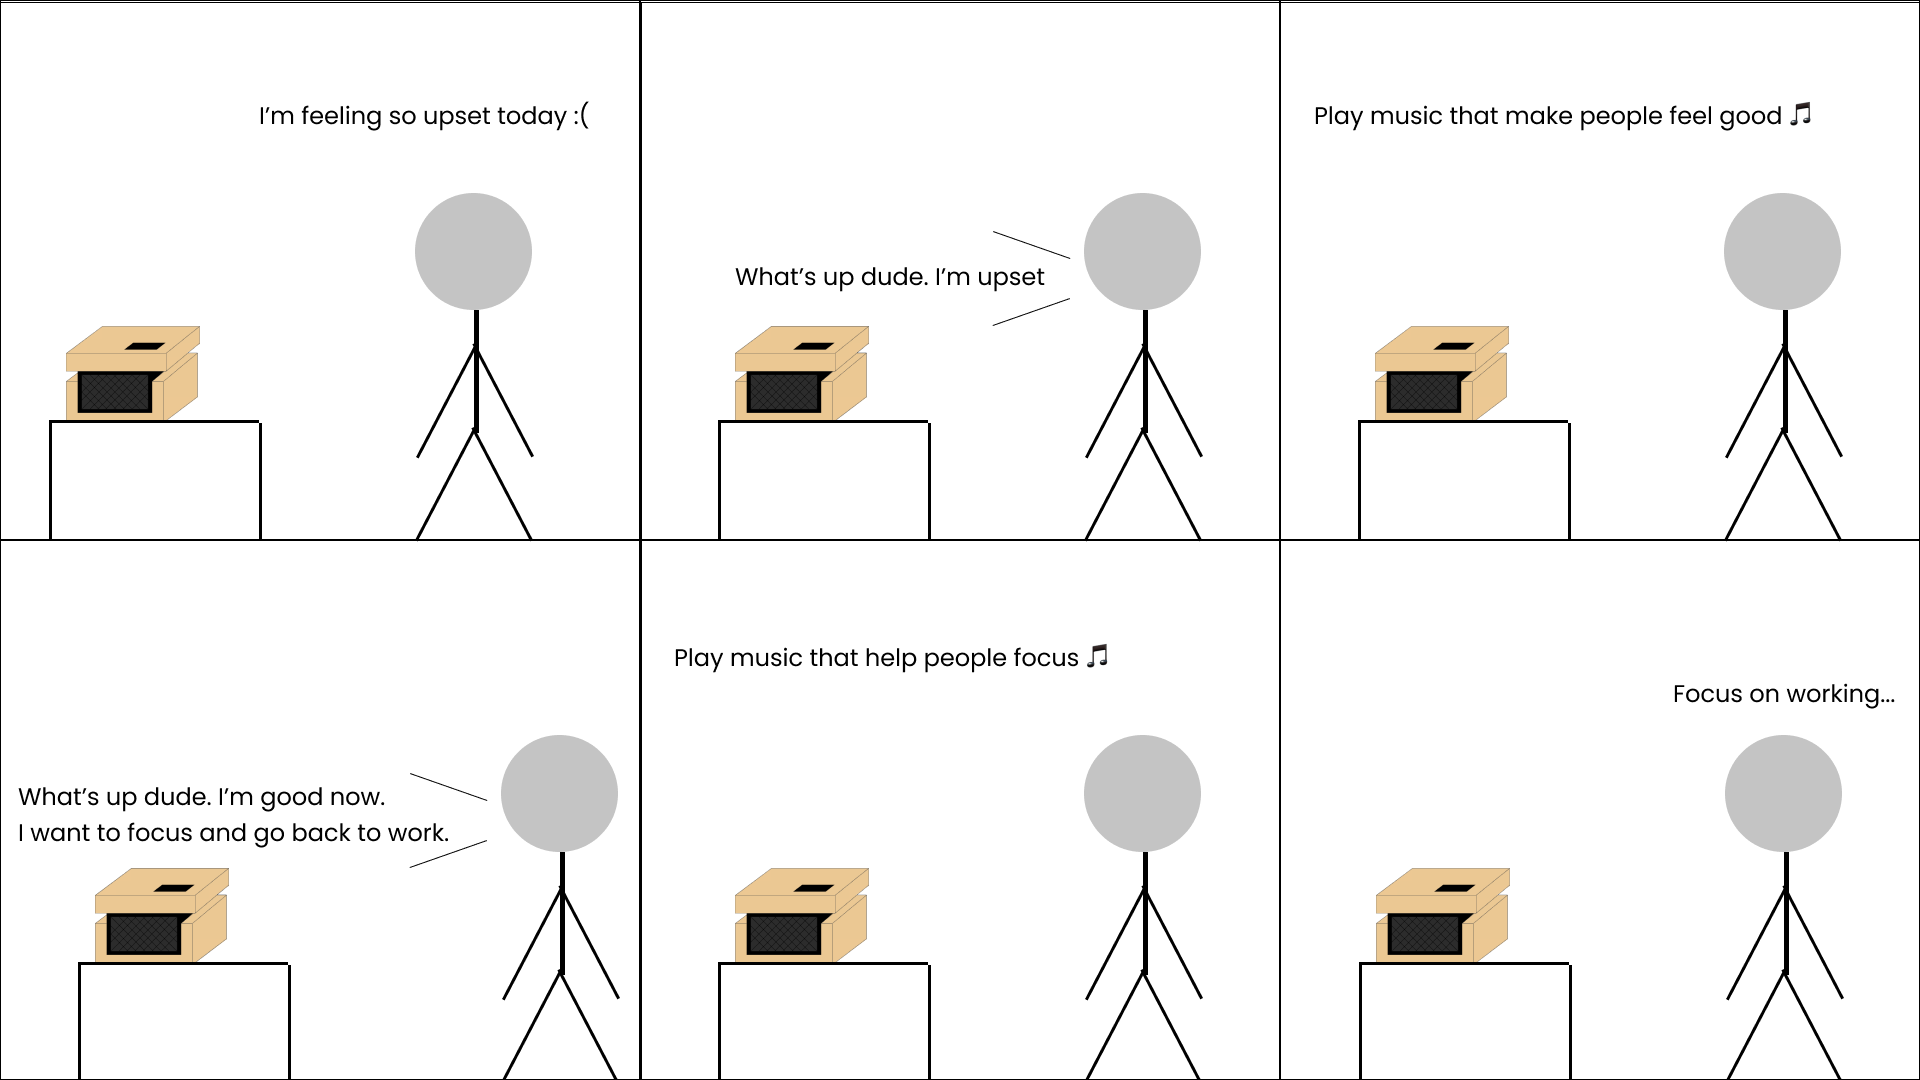 I’m feeling so upset today :(
What’s up dude. I’m upset
Play music that make people feel good 🎵
What’s up dude. I’m good now.
I want to focus and go back to work.
Play music that help people focus 🎵
Focus on working...